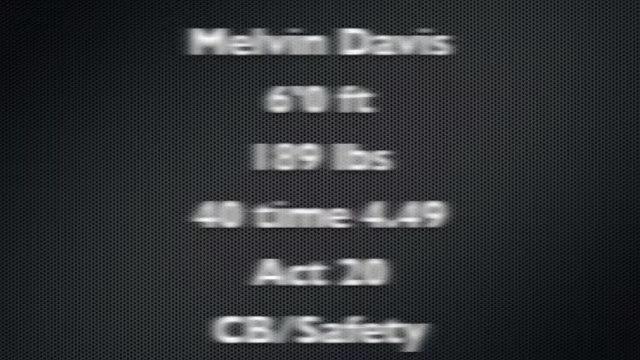 Melvin Davis
6'0 ft
189 lbs
40 time 4.49
Act 20
CB/Safety